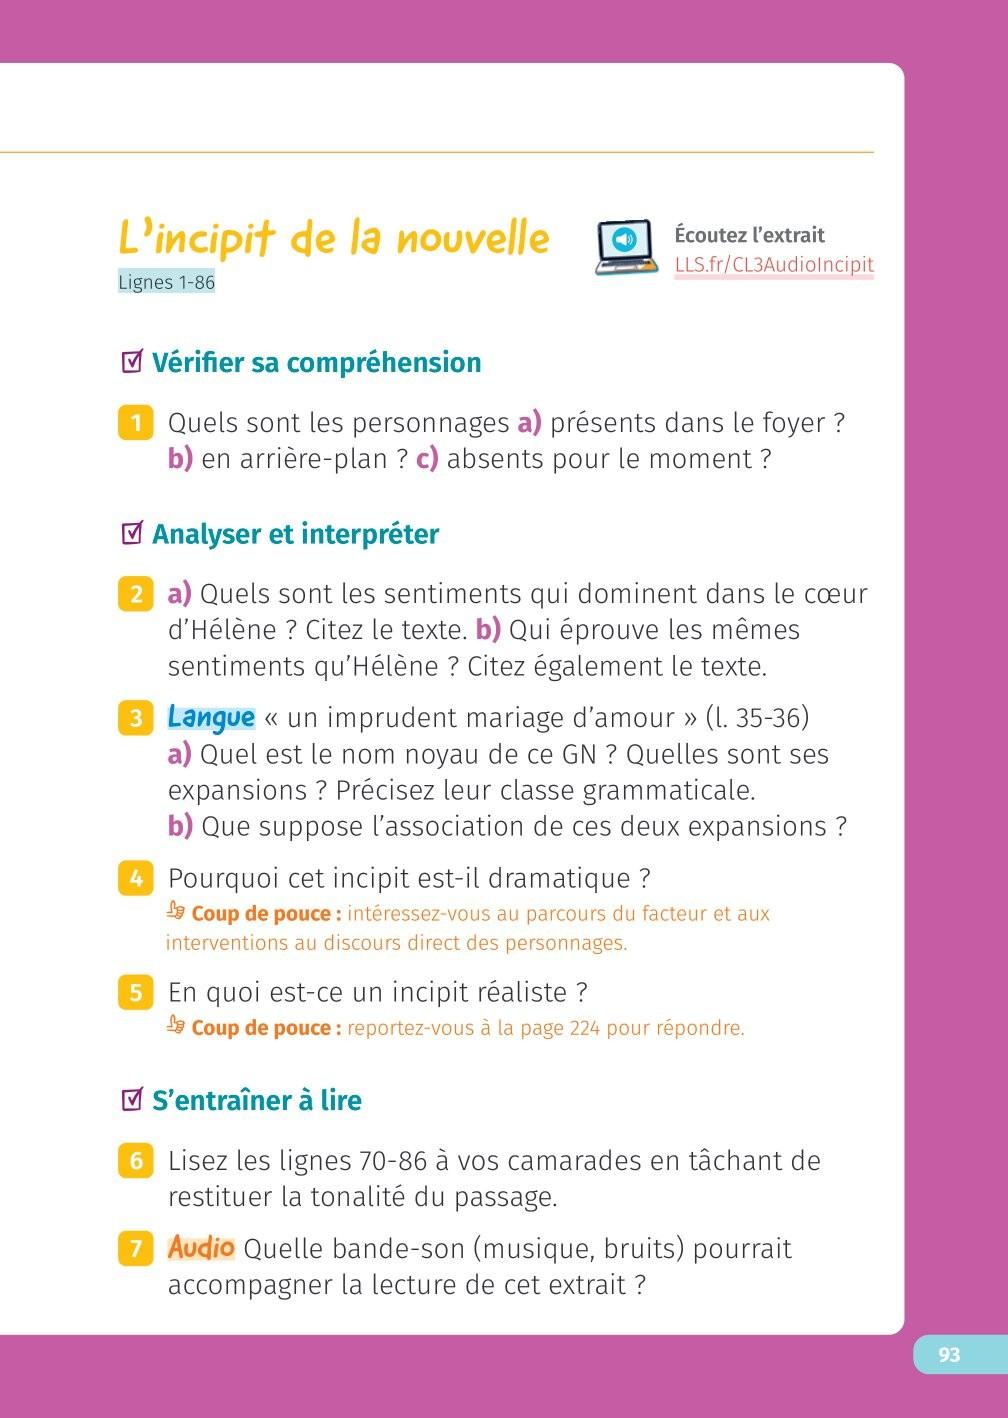 L'incipit de la nouvelle
Lignes 1-86
Écoutez l'extrait
LLS.fr/CL3AudioIncipit
Vérifier sa compréhension
1 Quels sont les personnages a) présents dans le foyer ?
b) en arrière-plan ? c) absents pour le moment ?
Analyser et interpréter
2 a) Quels sont les sentiments qui dominent dans le cœur
d'Hélène ? Citez le texte. b) Qui éprouve les mêmes
sentiments qu'Hélène ? Citez également le texte.
3 Langue « un imprudent mariage d'amour » (l. 35-36)
a) Quel est le nom noyau de ce GN ? Quelles sont ses
expansions ? Précisez leur classe grammaticale.
b) Que suppose l'association de ces deux expansions ?
4 Pourquoi cet incipit est-il dramatique ?
Coup de pouce : intéressez-vous au parcours du facteur et aux
interventions au discours direct des personnages.
5 En quoi est-ce un incipit réaliste ?
Coup de pouce : reportez-vous à la page 224 pour répondre.
S'entraîner à lire
6 Lisez les lignes 70-86 à vos camarades en tâchant de
restituer la tonalité du passage.
7 Audio Quelle bande-son (musique, bruits) pourrait
accompagner la lecture de cet extrait ?
93